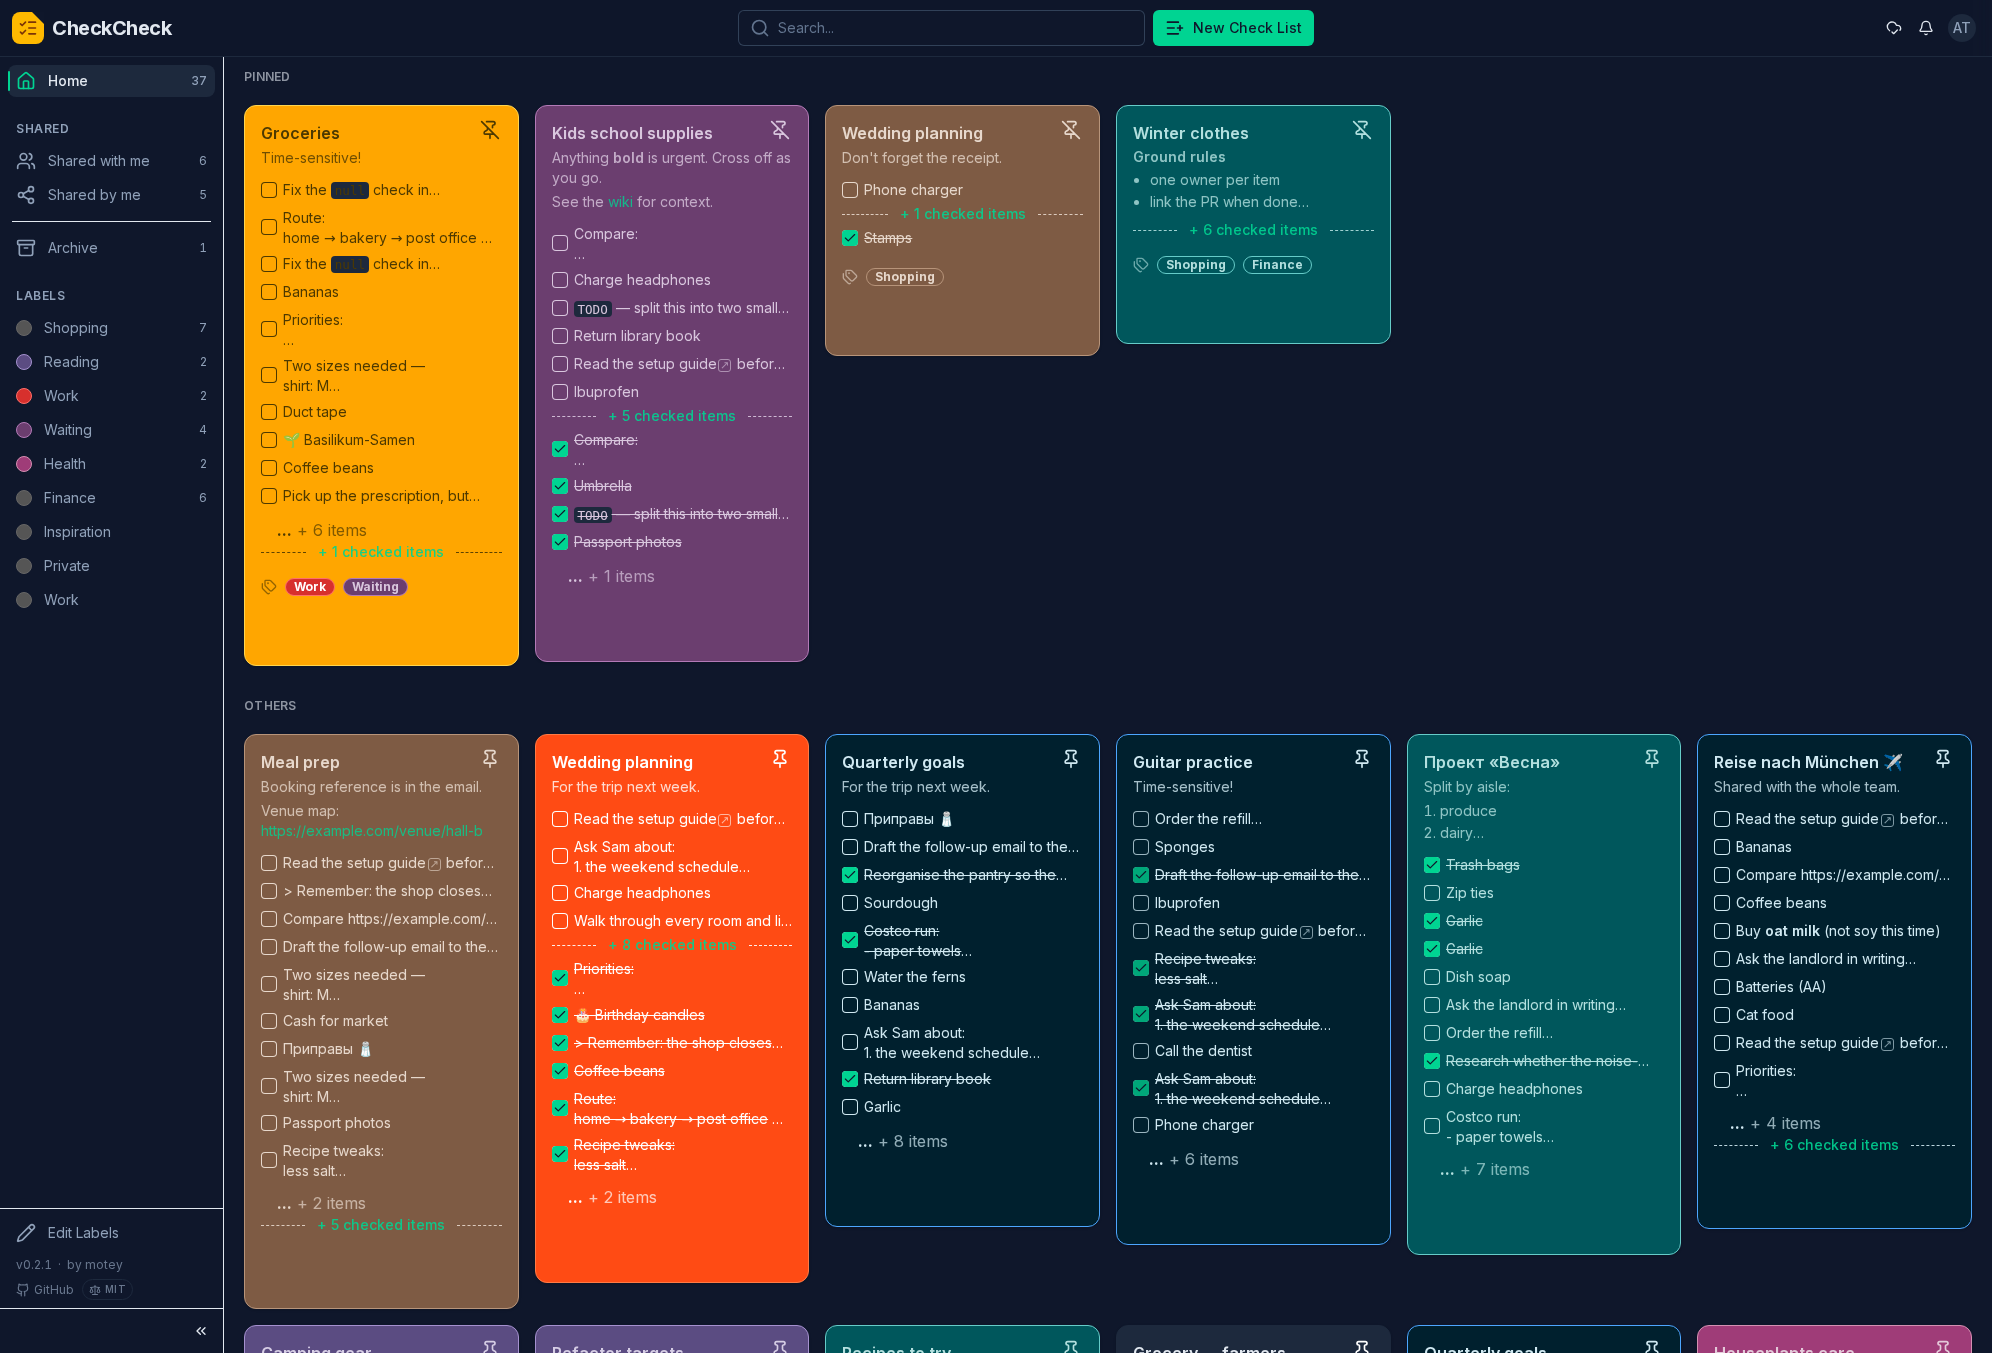 CheckCheck
Search...
New Check List
AT
Home 37
SHARED
Shared with me 6
Shared by me 5
Archive 1
LABELS
Shopping 7
Reading 2
Work 2
Waiting 4
Health 2
Finance 6
Inspiration
Private
Work
Edit Labels
v0.2.1 · by motey
GitHub MIT
PINNED
Groceries
Time-sensitive!
Fix the null check in…
Route:
home → bakery → post office …
Fix the null check in…
Bananas
Priorities:
…
Two sizes needed —
shirt: M…
Duct tape
🌱 Basilikum-Samen
Coffee beans
Pick up the prescription, but…
... + 6 items
+ 1 checked items
Work Waiting
Kids school supplies
Anything bold is urgent. Cross off as
you go.
See the wiki for context.
Compare:
…
Charge headphones
TODO — split this into two small…
Return library book
Read the setup guide befor…
Ibuprofen
+ 5 checked items
Compare:
…
Umbrella
TODO — split this into two small…
Passport photos
... + 1 items
Wedding planning
Don't forget the receipt.
Phone charger
+ 1 checked items
Stamps
Shopping
Winter clothes
Ground rules
• one owner per item
• link the PR when done…
+ 6 checked items
Shopping Finance
OTHERS
Meal prep
Booking reference is in the email.
Venue map:
https://example.com/venue/hall-b
Read the setup guide befor…
> Remember: the shop closes…
Compare https://example.com/…
Draft the follow-up email to the…
Two sizes needed —
shirt: M…
Cash for market
Приправы 🧂
Two sizes needed —
shirt: M…
Passport photos
Recipe tweaks:
less salt…
... + 2 items
+ 5 checked items
Wedding planning
For the trip next week.
Read the setup guide befor…
Ask Sam about:
1. the weekend schedule…
Charge headphones
Walk through every room and li…
+ 8 checked items
Priorities:
…
🎂 Birthday candles
> Remember: the shop closes…
Coffee beans
Route:
home → bakery → post office …
Recipe tweaks:
less salt…
... + 2 items
Quarterly goals
For the trip next week.
Приправы 🧂
Draft the follow-up email to the…
Reorganise the pantry so the…
Sourdough
Costco run:
- paper towels…
Water the ferns
Bananas
Ask Sam about:
1. the weekend schedule…
Return library book
Garlic
... + 8 items
Guitar practice
Time-sensitive!
Order the refill…
Sponges
Draft the follow-up email to the…
Ibuprofen
Read the setup guide befor…
Recipe tweaks:
less salt…
Ask Sam about:
1. the weekend schedule…
Call the dentist
Ask Sam about:
1. the weekend schedule…
Phone charger
... + 6 items
Проект «Весна»
Split by aisle:
1. produce
2. dairy…
Trash bags
Zip ties
Garlic
Garlic
Dish soap
Ask the landlord in writing…
Order the refill…
Research whether the noise-…
Charge headphones
Costco run:
- paper towels…
... + 7 items
Reise nach München ✈️
Shared with the whole team.
Read the setup guide befor…
Bananas
Compare https://example.com/…
Coffee beans
Buy oat milk (not soy this time)
Ask the landlord in writing…
Batteries (AA)
Cat food
Read the setup guide befor…
Priorities:
…
... + 4 items
+ 6 checked items
Camping gear
Refactor targets
Recipes to try
Grocery — farmers
Quarterly goals
Houseplants care